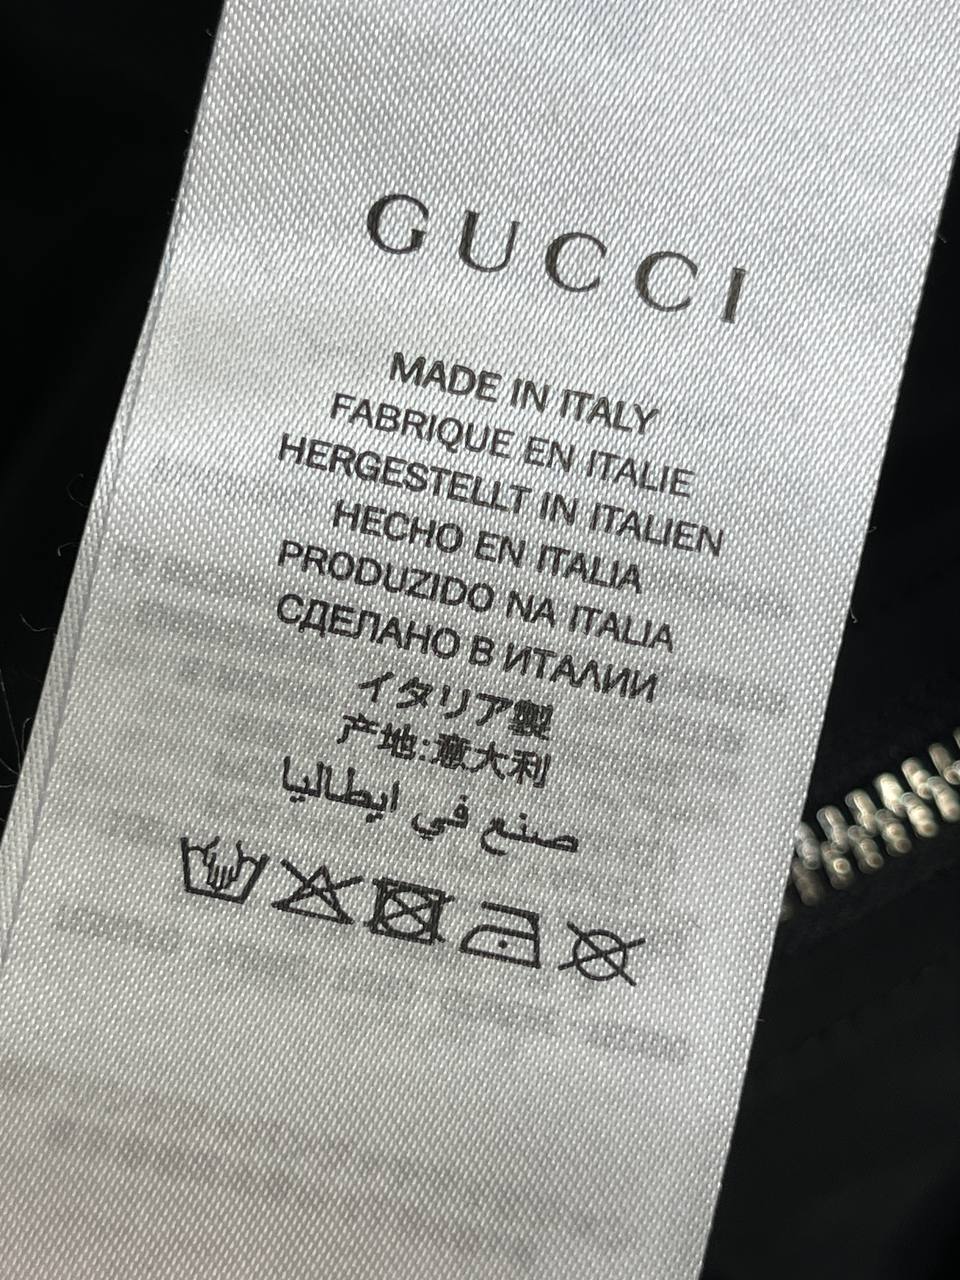 GUCCI
MADE IN ITALY
FABRIQUE EN ITALIE
HERGESTELLT IN ITALIEN
HECHO EN ITALIA
PRODUZIDO NA ITALIA
СДЕЛАНО В ИТАЛИИ
イタリア製
产地:意大利
صنع في ايطاليا